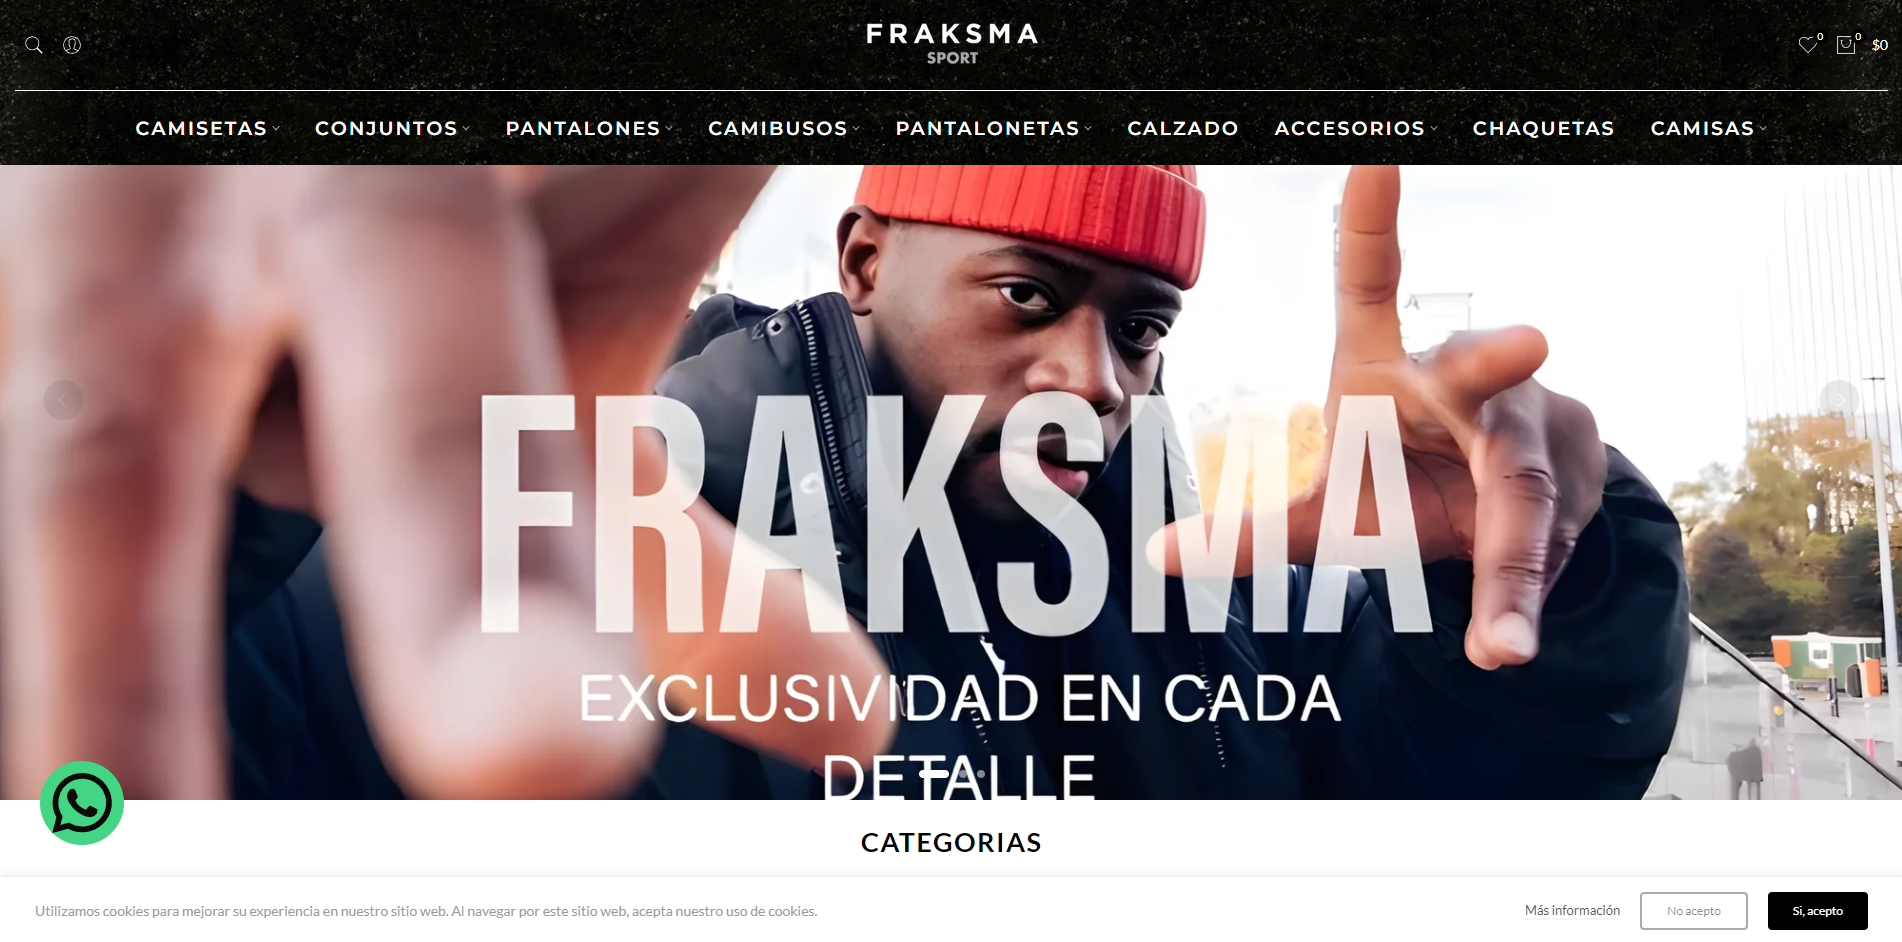 FRAKSMA
SPORT
0
0
$0
CAMISETAS
CONJUNTOS
PANTALONES
CAMIBUSOS
PANTALONETAS
CALZADO
ACCESORIOS
CHAQUETAS
CAMISAS
FRAKSMA
EXCLUSIVIDAD EN CADA
DETALLE
CATEGORIAS
Utilizamos cookies para mejorar su experiencia en nuestro sitio web. Al navegar por este sitio web, acepta nuestro uso de cookies.
Más información
No acepto
Si, acepto